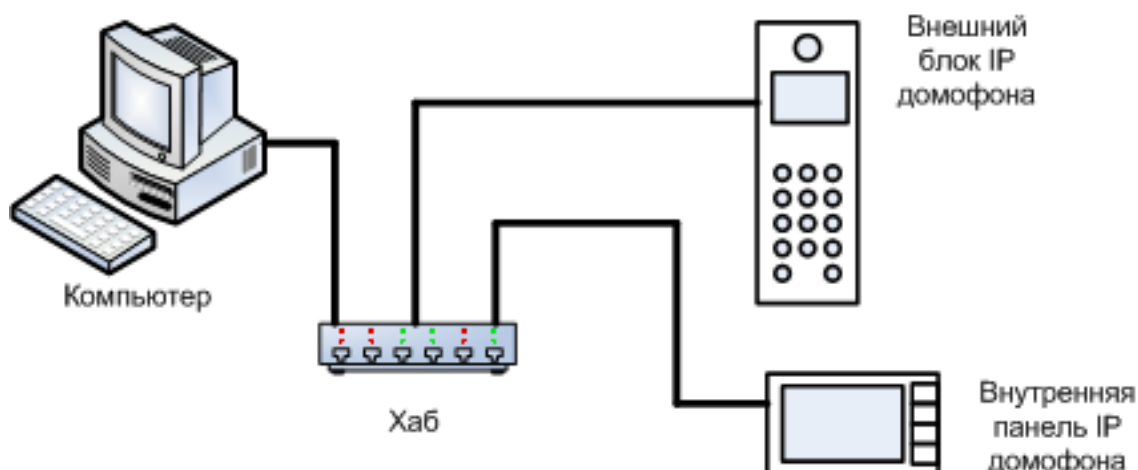 Внешний
блок IP
домофона
Компьютер
Хаб
Внутренняя
панель IP
домофона